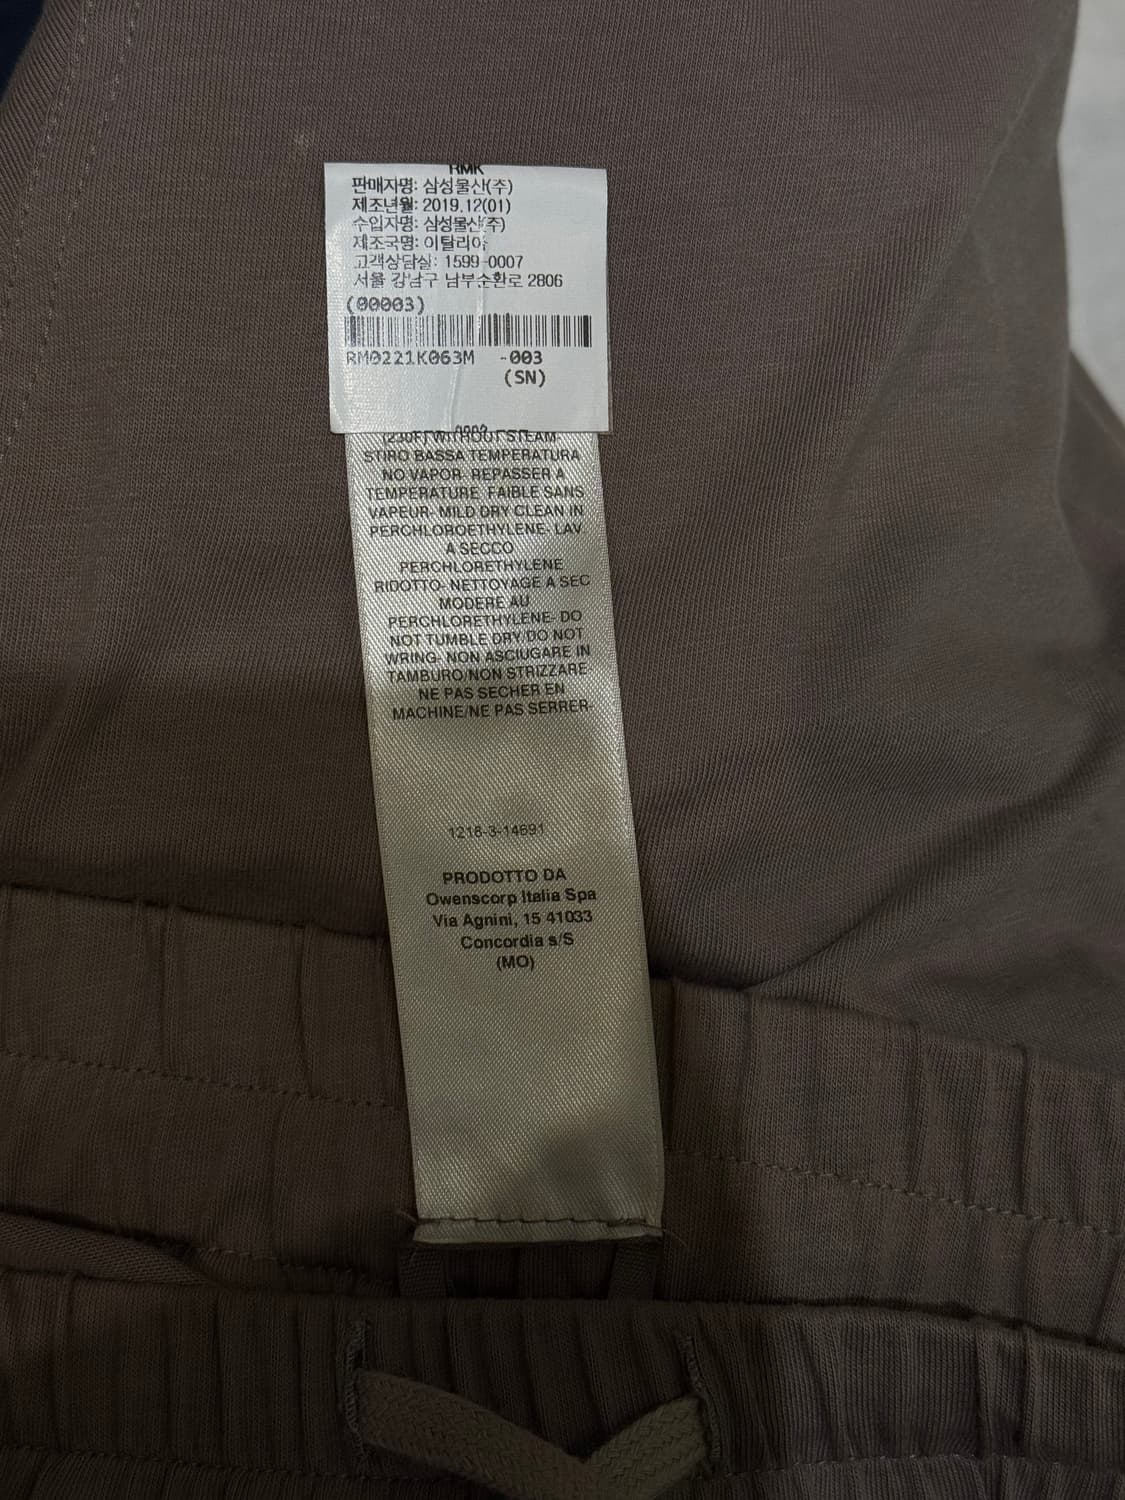 RMK
판매자명: 삼성물산(주)
제조년월: 2019.12(01)
수입자명: 삼성물산(주)
제조국명: 이탈리아
고객상담실: 1599-0007
서울 강남구 남부순환로 2806
(00003)
RM0221K063M -003
(SN)
(230F) WITHOUT STEAM-
STIRO BASSA TEMPERATURA
NO VAPOR- REPASSER A
TEMPERATURE FAIBLE SANS
VAPEUR- MILD DRY CLEAN IN
PERCHLOROETHYLENE- LAV
A SECCO
PERCHLORETHYLENE
RIDOTTO- NETTOYAGE A SEC
MODERE AU
PERCHLORETHYLENE- DO
NOT TUMBLE DRY/DO NOT
WRING- NON ASCIUGARE IN
TAMBURO/NON STRIZZARE
NE PAS SECHER EN
MACHINE/NE PAS SERRER-
1216-3-14691
PRODOTTO DA
Owenscorp Italia Spa
Via Agnini, 15 41033
Concordia s/S
(MO)